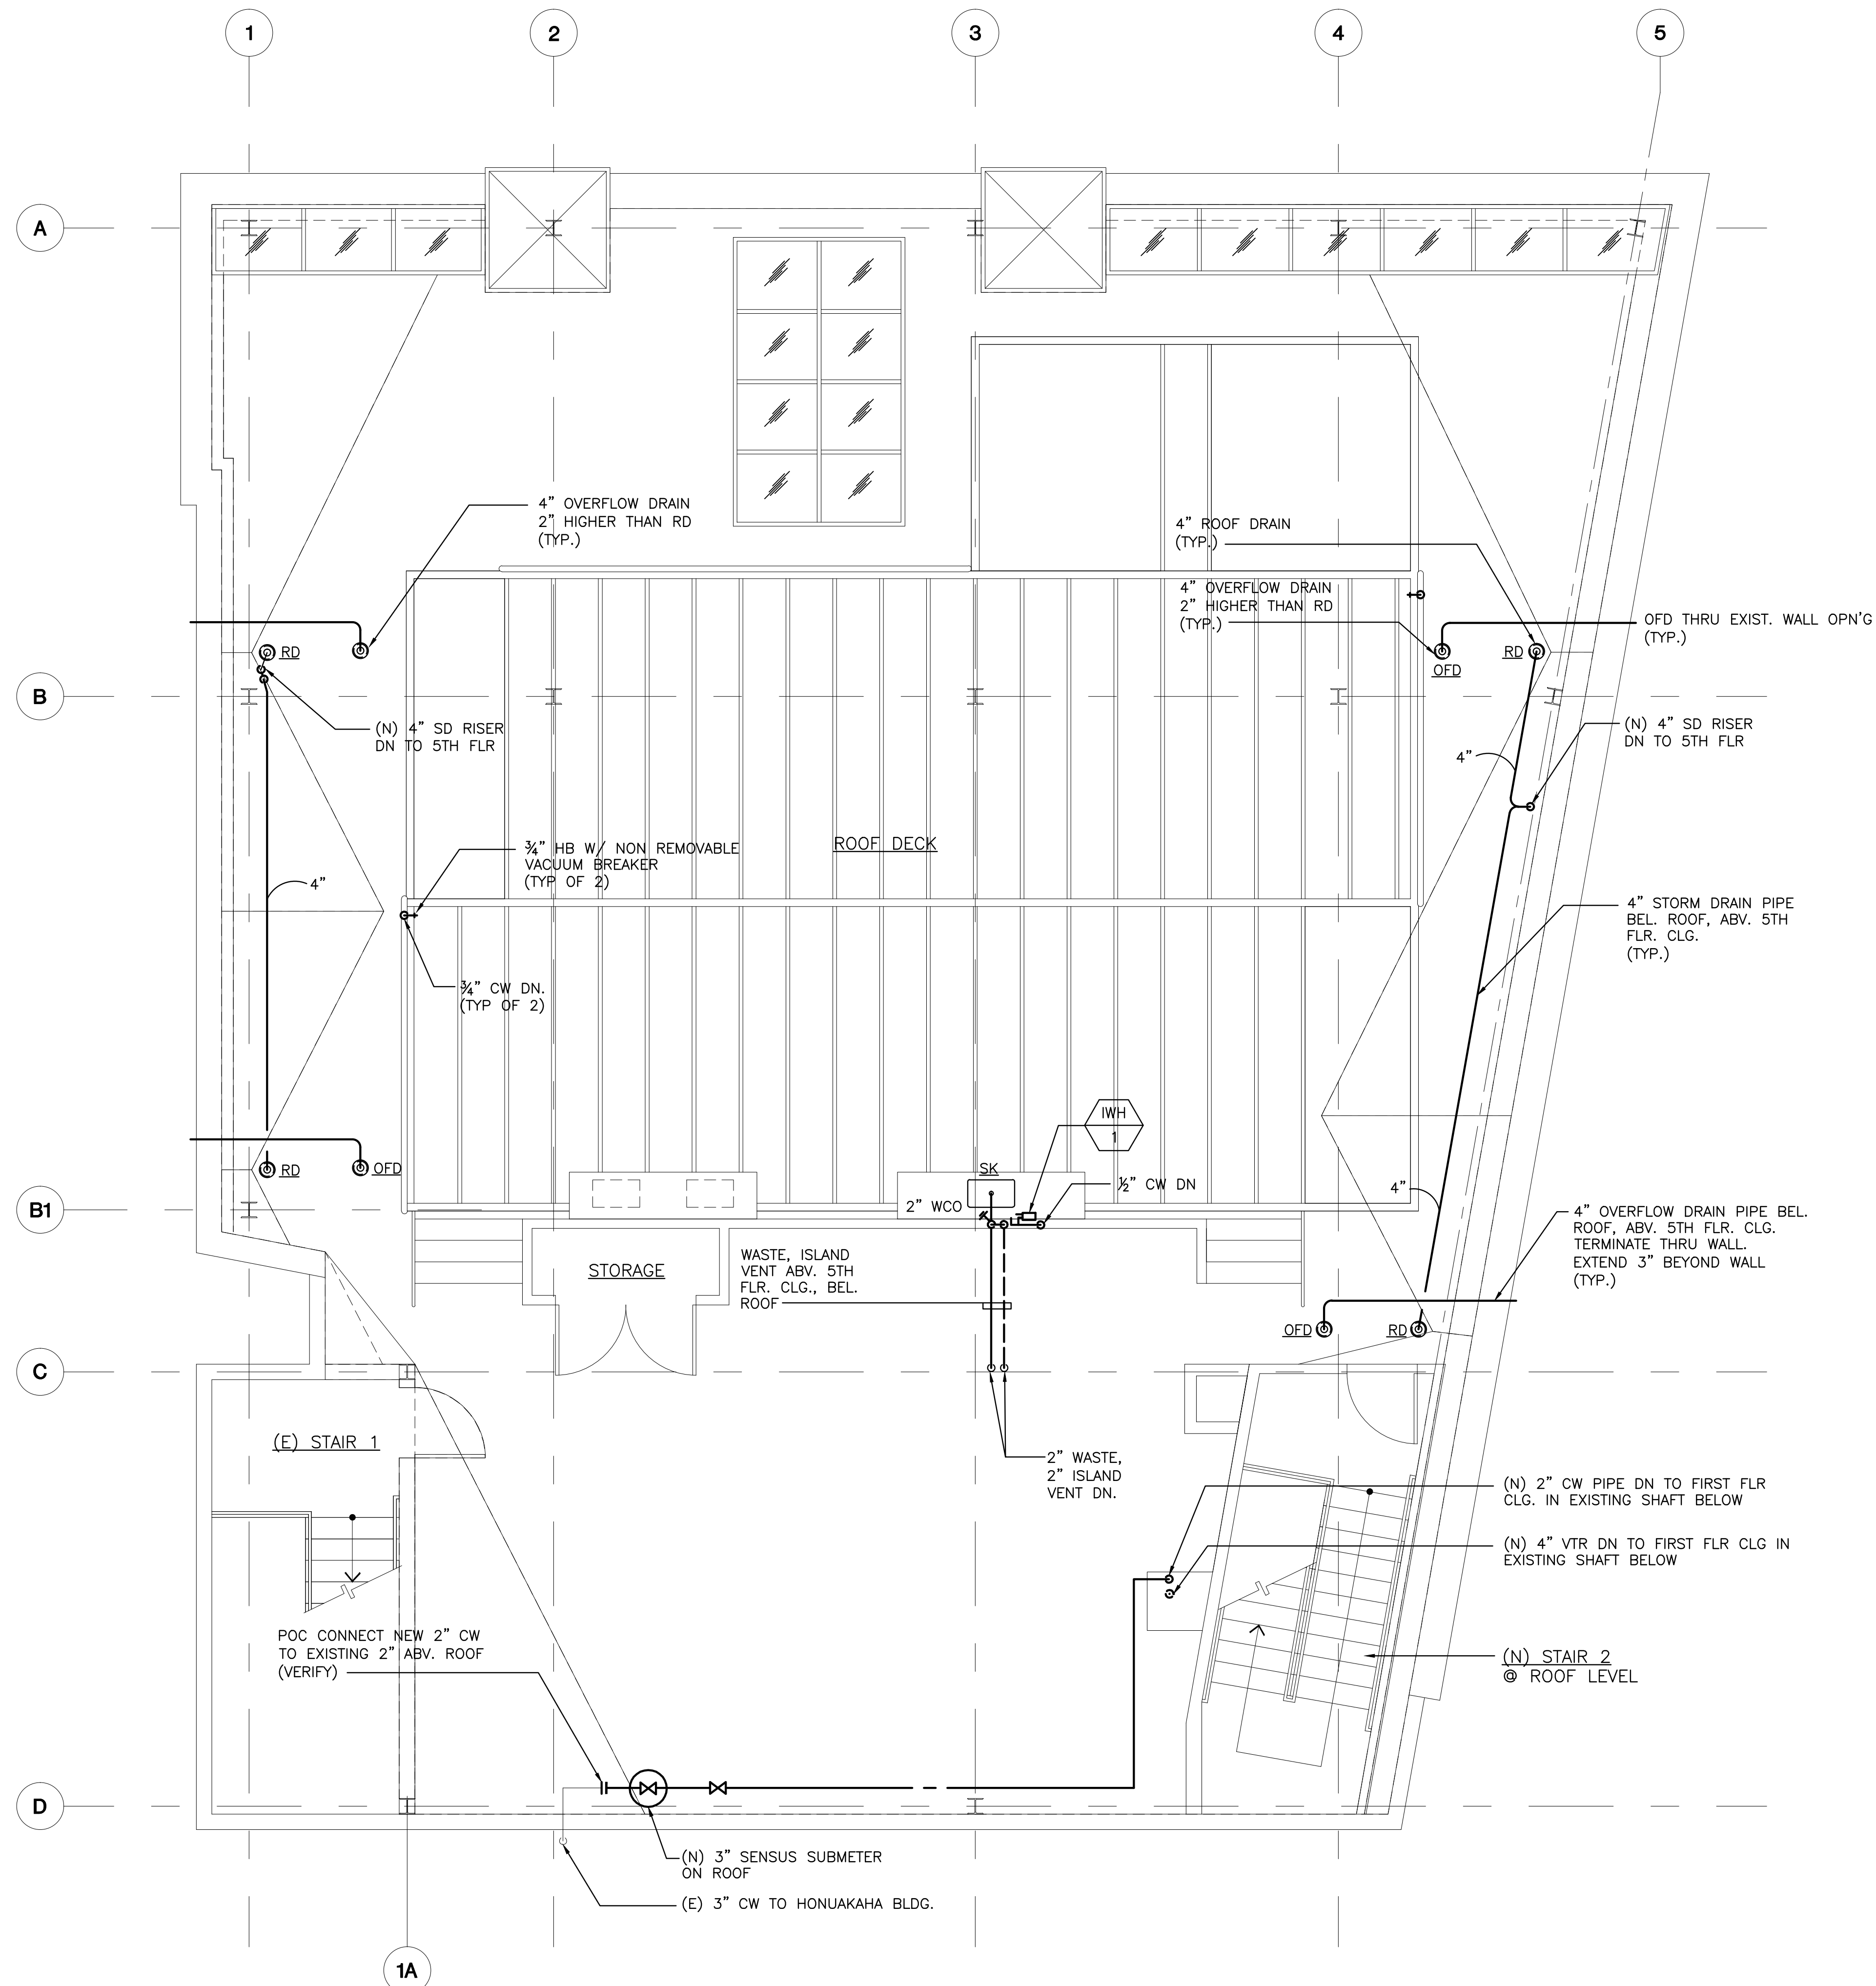 1
2
3
4
5
A
4" OVERFLOW DRAIN
2" HIGHER THAN RD
(TYP.)
4" ROOF DRAIN
(TYP.)
4" OVERFLOW DRAIN
2" HIGHER THAN RD
(TYP.)
OFD THRU EXIST. WALL OPN'G
(TYP.)
RD
RD
OFD
B
(N) 4" SD RISER
DN TO 5TH FLR
(N) 4" SD RISER
DN TO 5TH FLR
4"
¾" HB W/ NON REMOVABLE
VACUUM BREAKER
(TYP OF 2)
ROOF DECK
4"
4" STORM DRAIN PIPE
BEL. ROOF, ABV. 5TH
FLR. CLG.
(TYP.)
¾" CW DN.
(TYP OF 2)
IWH
1
RD
OFD
SK
½" CW DN
2" WCO
4"
B1
4" OVERFLOW DRAIN PIPE BEL.
ROOF, ABV. 5TH FLR. CLG.
TERMINATE THRU WALL.
EXTEND 3" BEYOND WALL
(TYP.)
STORAGE
WASTE, ISLAND
VENT ABV. 5TH
FLR. CLG., BEL.
ROOF
OFD
RD
C
(E) STAIR 1
2" WASTE,
2" ISLAND
VENT DN.
(N) 2" CW PIPE DN TO FIRST FLR
CLG. IN EXISTING SHAFT BELOW
(N) 4" VTR DN TO FIRST FLR CLG IN
EXISTING SHAFT BELOW
POC CONNECT NEW 2" CW
TO EXISTING 2" ABV. ROOF
(VERIFY)
(N) STAIR 2
@ ROOF LEVEL
D
(N) 3" SENSUS SUBMETER
ON ROOF
(E) 3" CW TO HONUAKAHA BLDG.
1A